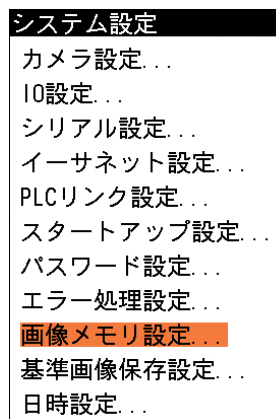 システム設定
カメラ設定...
IO設定...
シリアル設定...
イーサネット設定...
PLCリンク設定...
スタートアップ設定...
パスワード設定...
エラー処理設定...
画像メモリ設定...
基準画像保存設定...
日時設定...